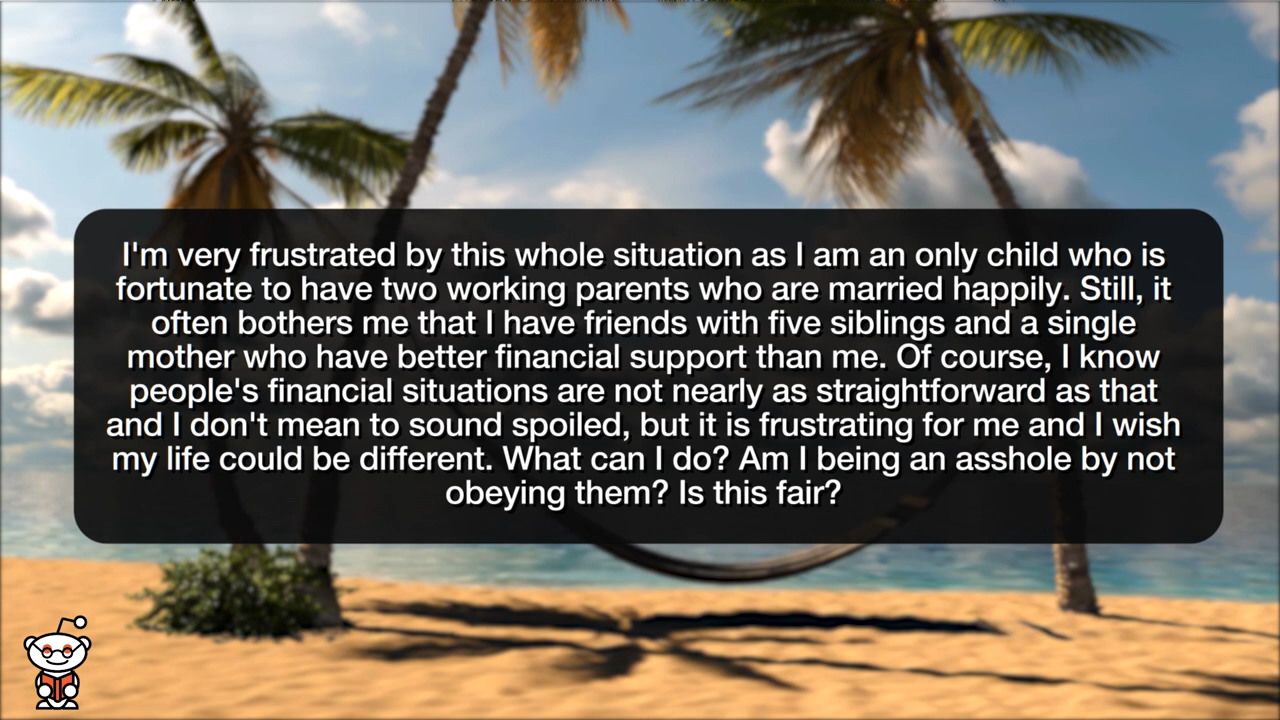 I'm very frustrated by this whole situation as I am an only child who is
fortunate to have two working parents who are married happily. Still, it
often bothers me that I have friends with five siblings and a single
mother who have better financial support than me. Of course, I know
people's financial situations are not nearly as straightforward as that
and I don't mean to sound spoiled, but it is frustrating for me and I wish
my life could be different. What can I do? Am I being an asshole by not
obeying them? Is this fair?